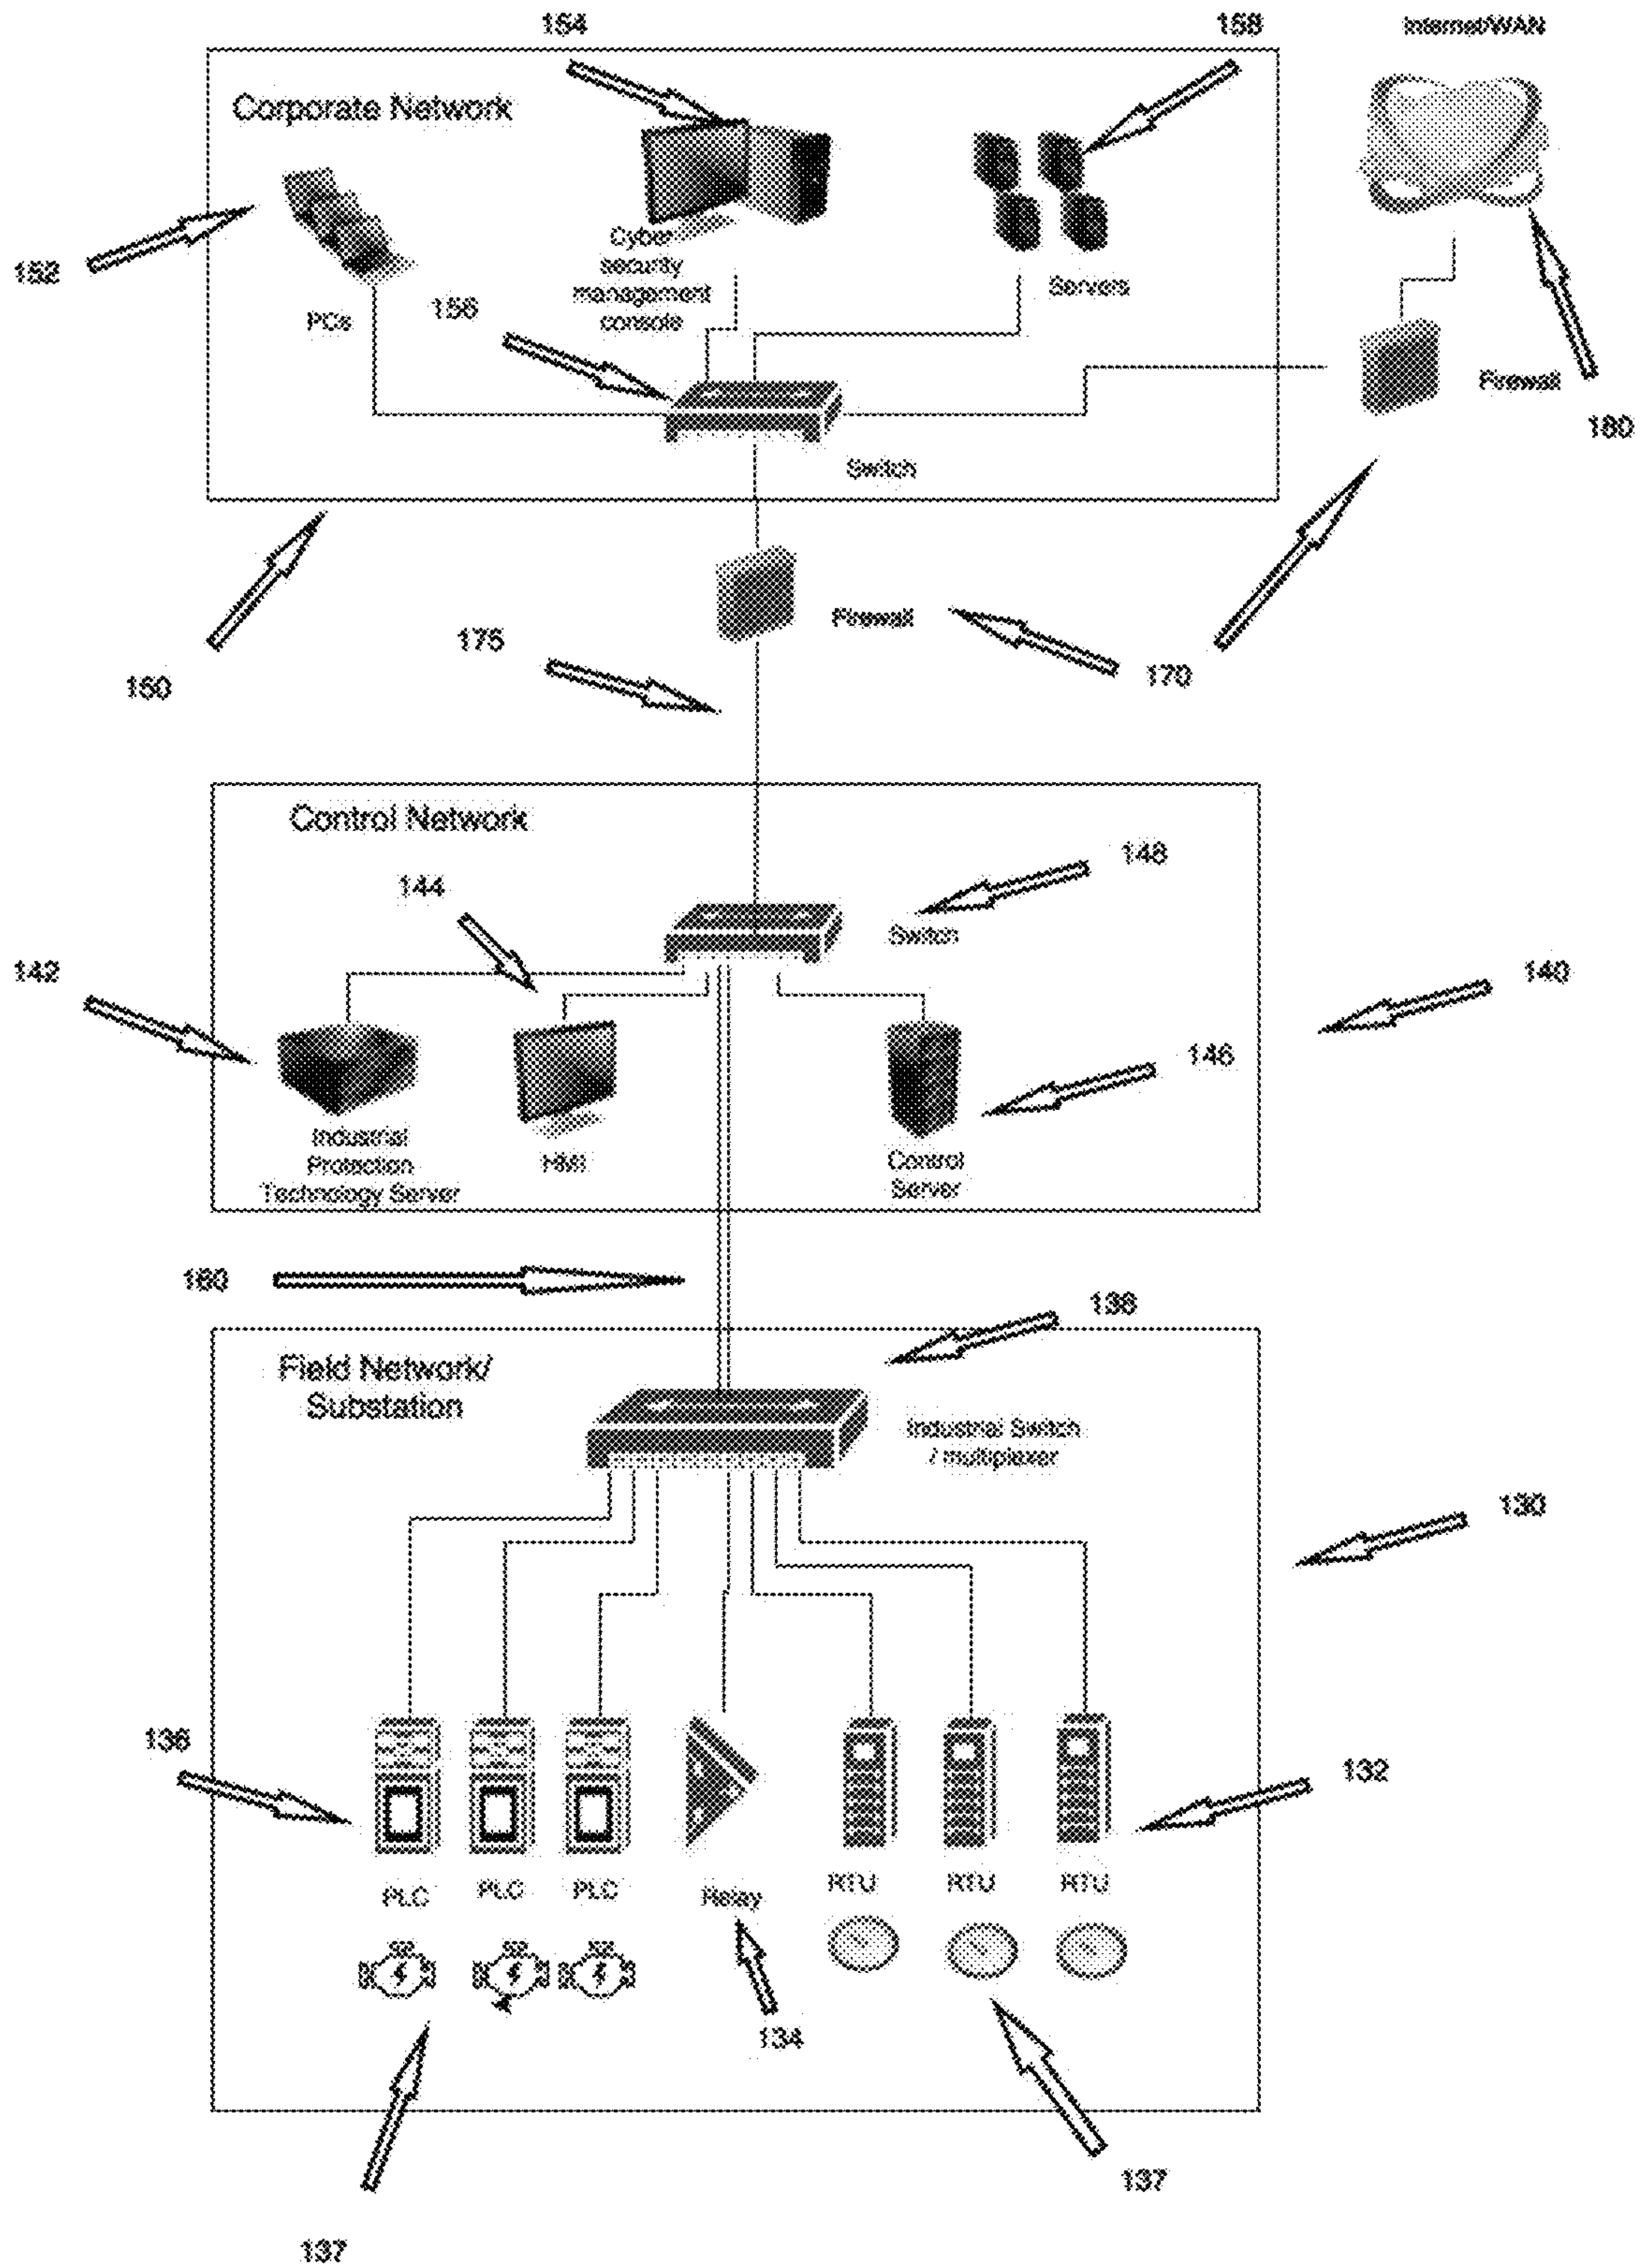 154
158
Internet/WAN
Corporate Network
152
Cyber
security
management
console
Servers
PCs
156
Firewall
180
Switch
Firewall
175
150
170
Control Network
148
144
Switch
142
140
146
Industrial
Protection
Technology Server
HMI
Control
Server
160
138
Field Network/
Substation
Industrial Switch
/ multiplexer
130
136
132
PLC
PLC
PLC
Relay
RTU
RTU
RTU
134
137
137